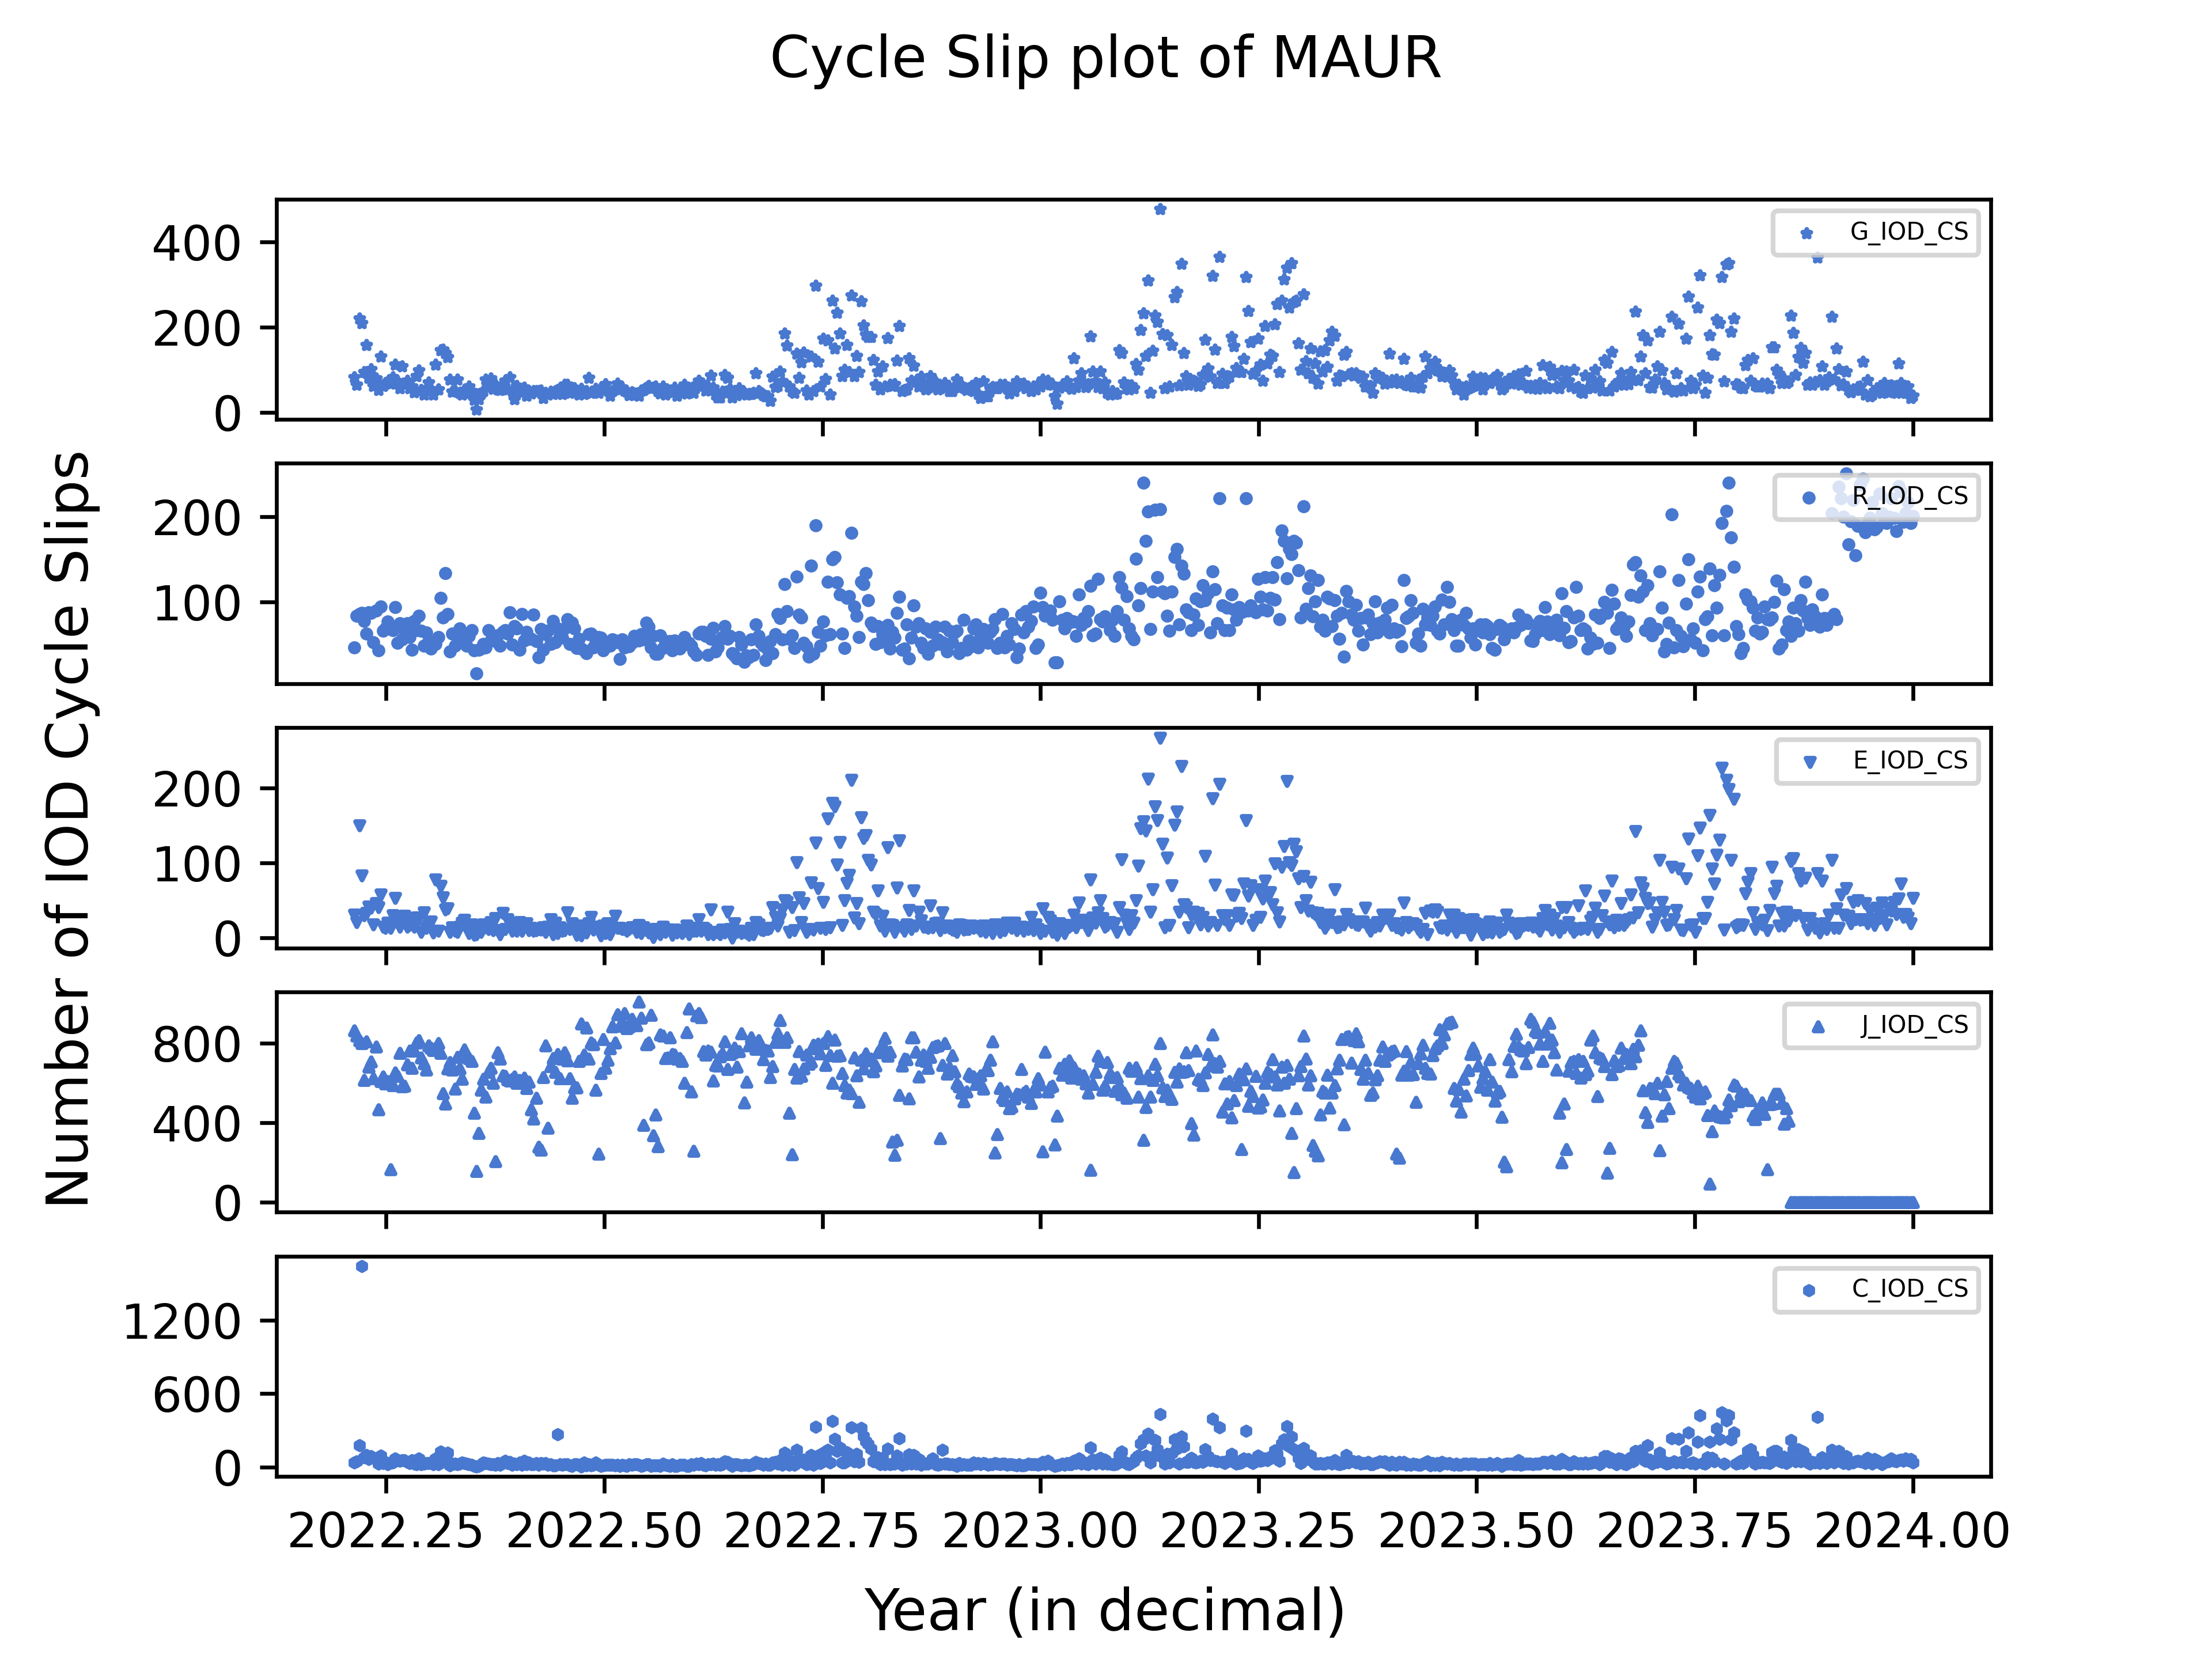 Cycle Slip plot of MAUR
Number of IOD Cycle Slips
400
200
0
G_IOD_CS
200
100
R_IOD_CS
200
100
0
E_IOD_CS
800
400
0
J_IOD_CS
1200
600
0
C_IOD_CS
2022.25 2022.50 2022.75 2023.00 2023.25 2023.50 2023.75 2024.00
Year (in decimal)